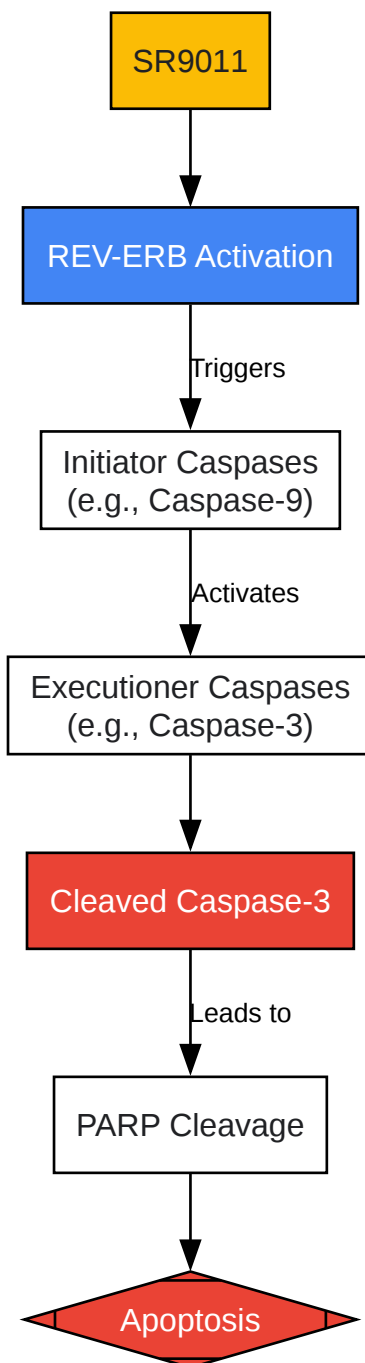 SR9011
REV-ERB Activation
Triggers
Initiator Caspases
(e.g., Caspase-9)
Activates
Executioner Caspases
(e.g., Caspase-3)
Cleaved Caspase-3
Leads to
PARP Cleavage
Apoptosis